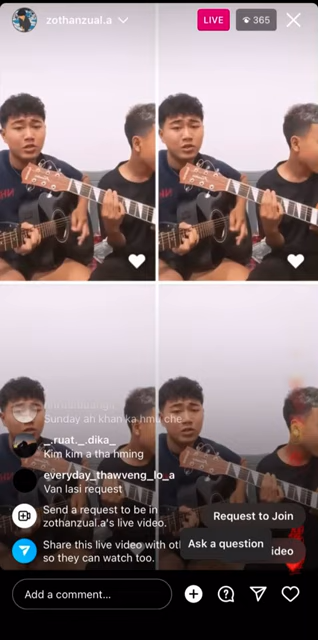 zothanzual.a
LIVE
365
Sunday ah khan ka hmu che
_.ruat._.dika_
Kim kim a tha hming
everyday_thawveng_lo_a
Van lasi request
Send a request to be in
zothanzual.a's live video.
Request to Join
Share this live video with oth
so they can watch too.
Ask a question
ideo
Add a comment...